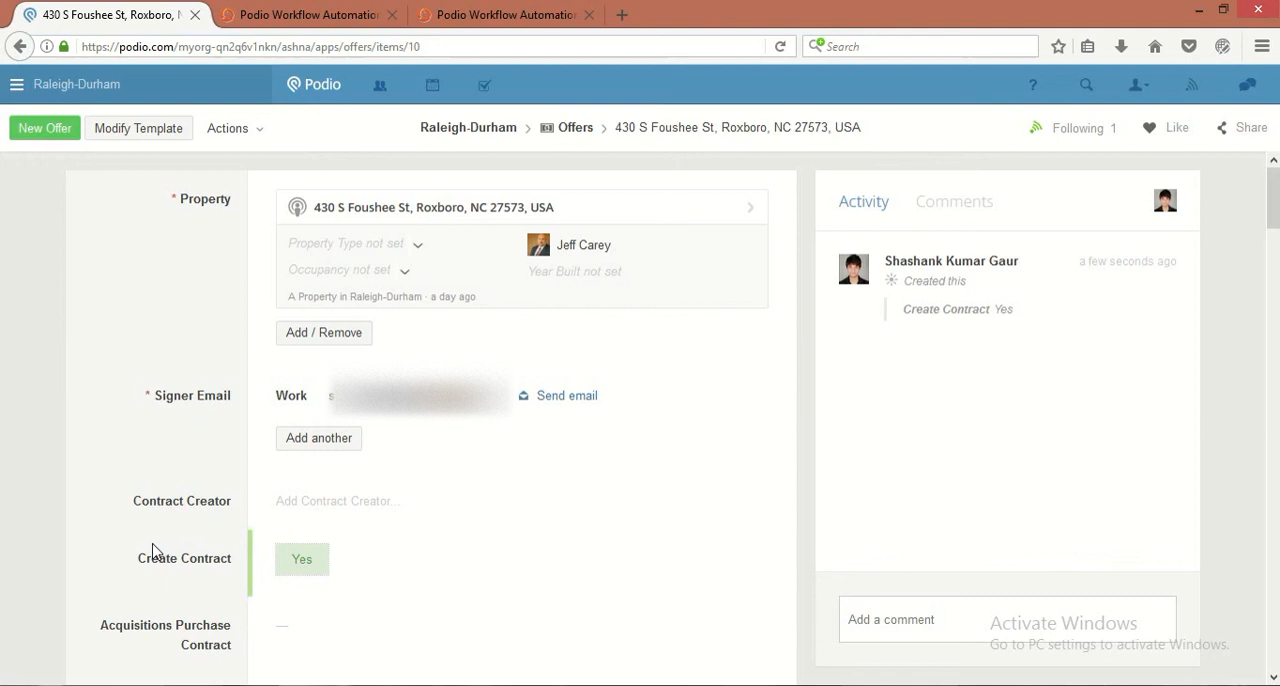 430 S Foushee St, Roxboro, N
Podio Workflow Automation
Podio Workflow Automation
https://podio.com/myorg-qn2q6v1nkn/ashna/apps/offers/items/10
Search
Raleigh-Durham
Podio
?
New Offer
Modify Template
Actions
Raleigh-Durham > Offers > 430 S Foushee St, Roxboro, NC 27573, USA
Following 1
Like
Share
* Property
430 S Foushee St, Roxboro, NC 27573, USA
Property Type not set
Jeff Carey
Occupancy not set
Year Built not set
A Property in Raleigh-Durham · a day ago
Add / Remove
* Signer Email
Work
Send email
Add another
Contract Creator
Add Contract Creator...
Create Contract
Yes
Acquisitions Purchase
Contract
—
Activity
Comments
Shashank Kumar Gaur
a few seconds ago
Created this
Create Contract Yes
Add a comment
Activate Windows
Go to PC settings to activate Windows.